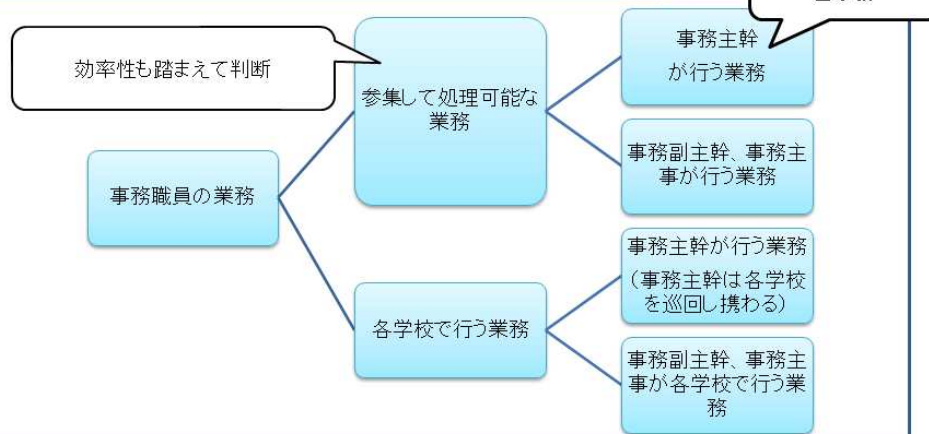 効率性も踏まえて判断
事務職員の業務
参集して処理可能な
業務
事務主幹
が行う業務
事務副主幹、事務主
事が行う業務
各学校で行う業務
事務主幹が行う業務
（事務主幹は各学校
を巡回し携わる）
事務副主幹、事務主
事が各学校で行う業
務